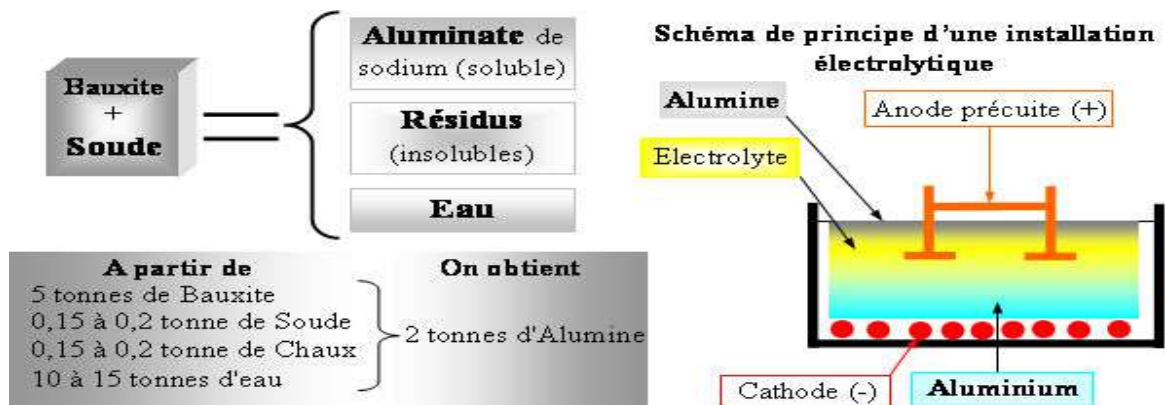 Bauxite
+
Soude
Aluminate de
sodium (soluble)
Résidus
(insolubles)
Eau
A partir de
5 tonnes de Bauxite
0,15 à 0,2 tonne de Soude
0,15 à 0,2 tonne de Chaux
10 à 15 tonnes d'eau
On obtient
2 tonnes d'Alumine
Schéma de principe d'une installation
électrolytique
Alumine
Anode précuite (+)
Electrolyte
Cathode (-)
Aluminium